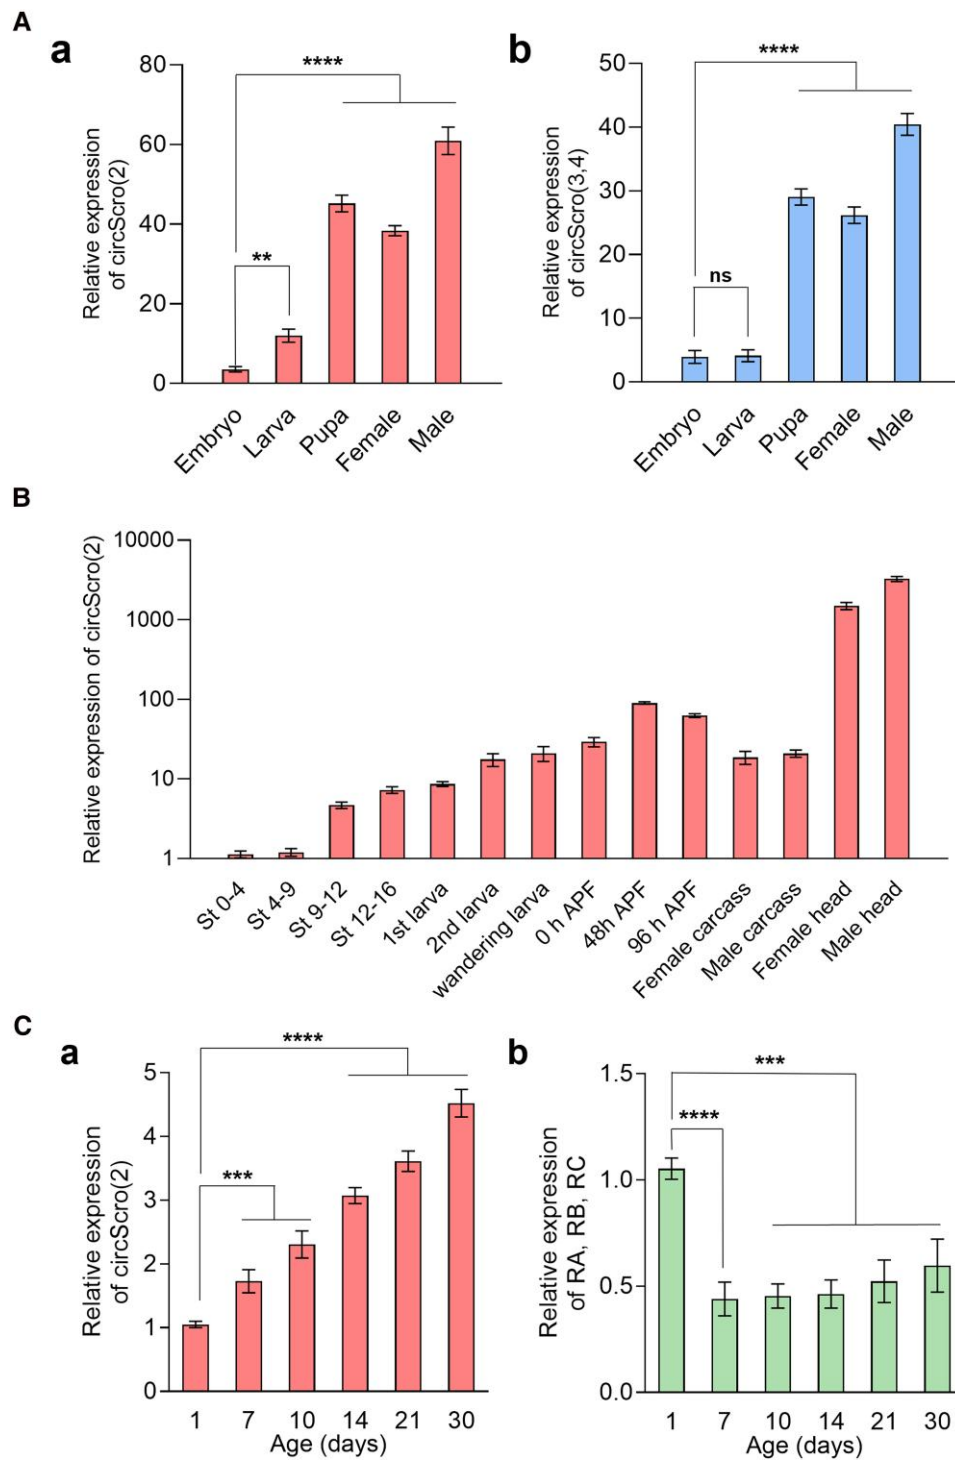 A
a
Relative expression
of circScro(2)
80
60
40
20
0
****
**
Embryo
Larva
Pupa
Female
Male
b
Relative expression
of circScro(3,4)
50
40
30
20
10
0
****
ns
Embryo
Larva
Pupa
Female
Male
B
Relative expression of circScro(2)
10000
1000
100
10
1
St 0-4
St 4-9
St 9-12
St 12-16
1st larva
2nd larva
wandering larva
0 h APF
48h APF
96 h APF
Female carcass
Male carcass
Female head
Male head
C
a
Relative expression
of circScro(2)
5
4
3
2
1
0
****
***
1 7 10 14 21 30
Age (days)
b
Relative expression
of RA, RB, RC
1.5
1.0
0.5
0.0
***
****
1 7 10 14 21 30
Age (days)